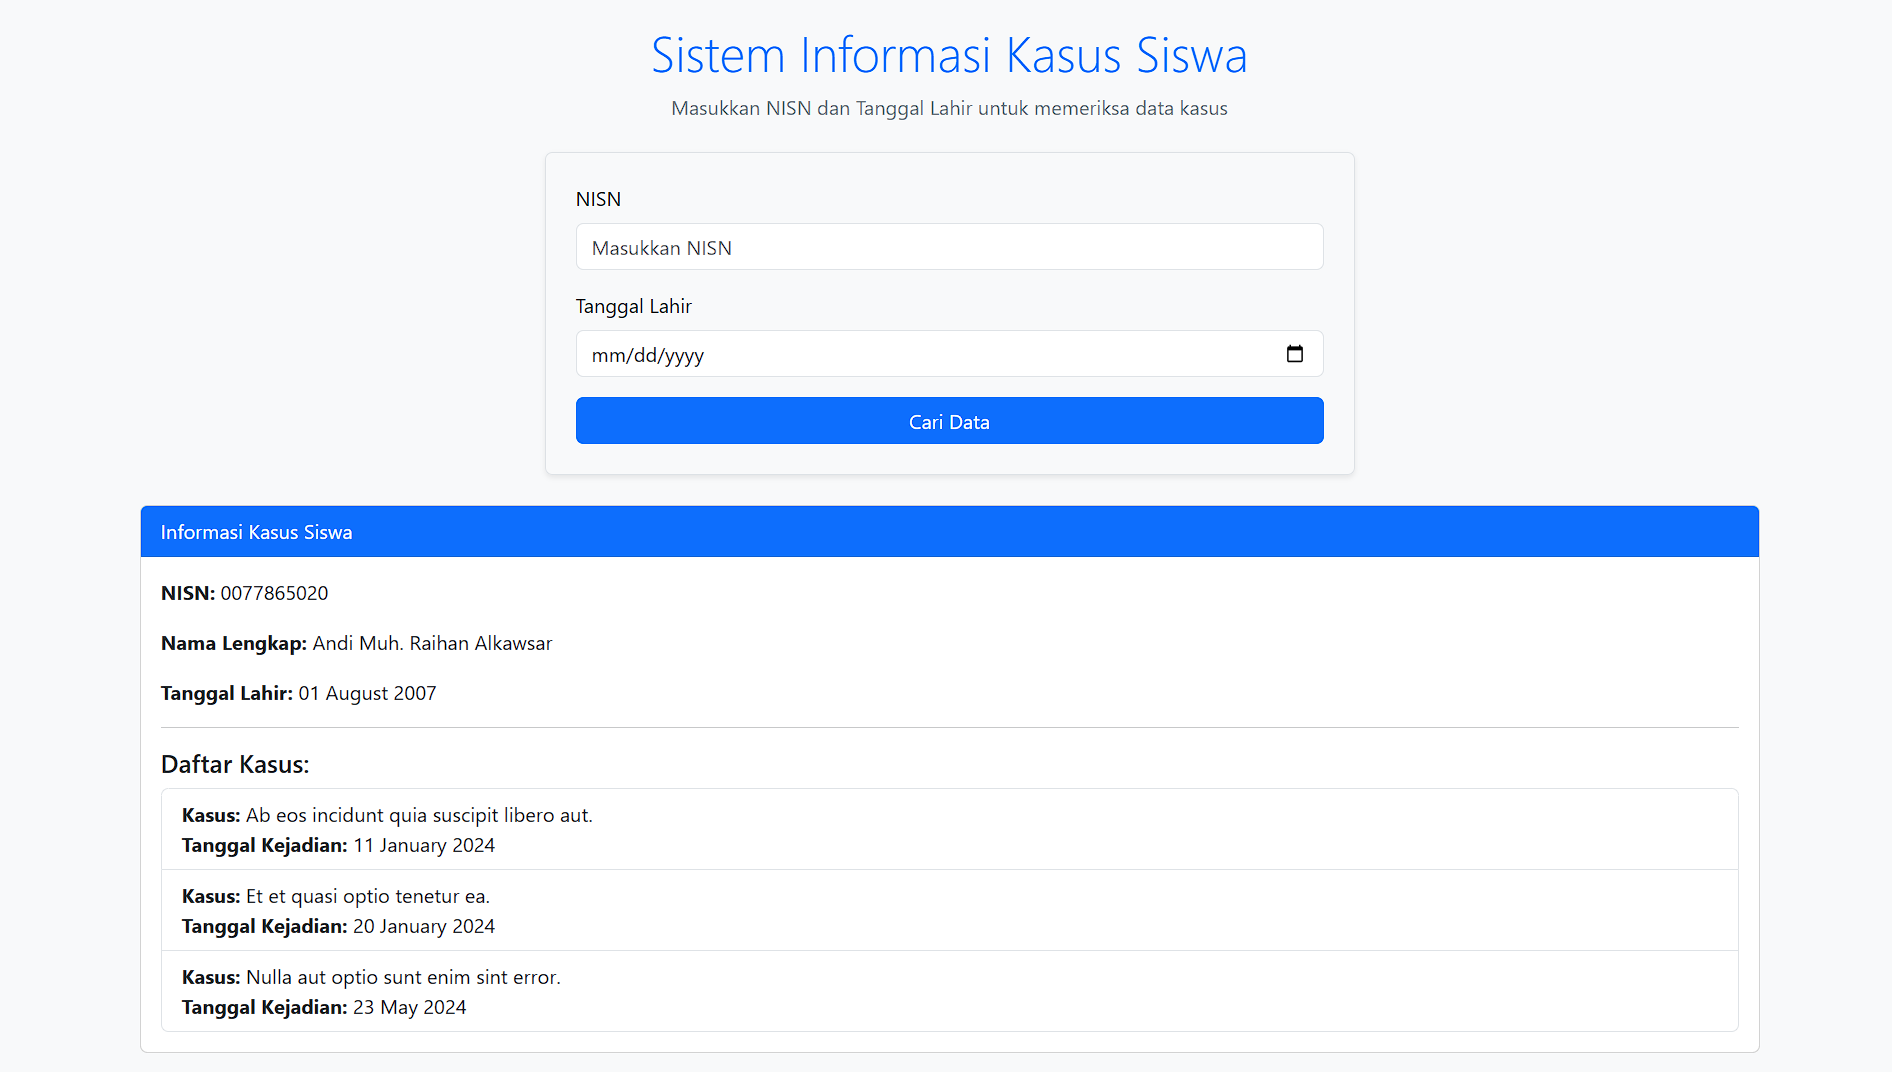 Sistem Informasi Kasus Siswa
Masukkan NISN dan Tanggal Lahir untuk memeriksa data kasus
NISN
Masukkan NISN
Tanggal Lahir
mm/dd/yyyy
Cari Data
Informasi Kasus Siswa
NISN: 0077865020
Nama Lengkap: Andi Muh. Raihan Alkawsar
Tanggal Lahir: 01 August 2007
Daftar Kasus:
Kasus: Ab eos incidunt quia suscipit libero aut.
Tanggal Kejadian: 11 January 2024
Kasus: Et et quasi optio tenetur ea.
Tanggal Kejadian: 20 January 2024
Kasus: Nulla aut optio sunt enim sint error.
Tanggal Kejadian: 23 May 2024